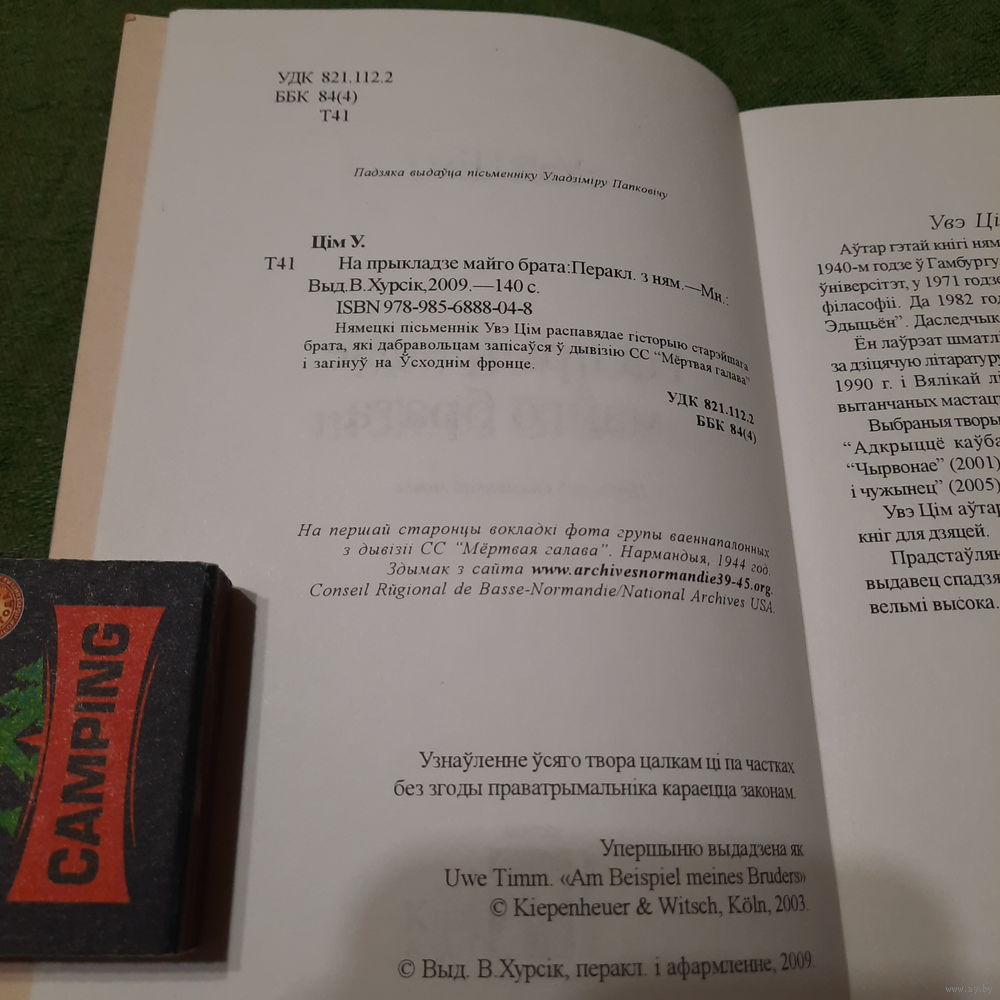 УДК 821.112.2
ББК 84(4)
Т41
Падзяка выдаўца пісьменніку Уладзіміру Папковічу
Цім У.
Т41 На прыкладзе майго брата:Перакл. з ням.—Мн.:
Выд.В.Хурсік,2009.—140 с.
ISBN 978-985-6888-04-8
Нямецкі пісьменнік Увэ Цім распавядае гісторыю старэйшага
брата, які дабравольцам запісаўся ў дывізію СС “Мёртвая галава”
і загінуў на Ўсходнім фронце.
УДК 821.112.2
ББК 84(4)
На першай старонцы вокладкі фота групы ваеннапалонных
з дывізіі СС “Мёртвая галава”. Нармандыя, 1944 год.
Здымак з сайта www.archivesnormandie39-45.org.
Conseil Rŭgional de Basse-Normandie/National Archives USA.
Узнаўленне ўсяго твора цалкам ці па частках
без згоды праватрымальніка караецца законам.
Упершыню выдадзена як
Uwe Timm. «Am Beispiel meines Bruders»
© Kiepenheuer & Witsch, Köln, 2003.
© Выд. В.Хурсік, перакл. і афармленне, 2009.
Увэ Ці
Аўтар гэтай кнігі ням
1940-м годзе ў Гамбургу
ўніверсітэт, у 1971 годзе
філасофіі. Да 1982 год
Эдыцьён”. Даследчык
Ён лаўрэат шматлі
за дзіцячую літаратуру
1990 г. і Вялікай лі
вытанчаных мастацт
Выбраныя творы
“Адкрыццё каўба
“Чырвонае” (2001)
і чужынец” (2005)
Увэ Цім аўтар
кніг для дзяцей.
Прадстаўлян
выдавец спадзя
вельмі высока.
CAMPING
www.ay.by